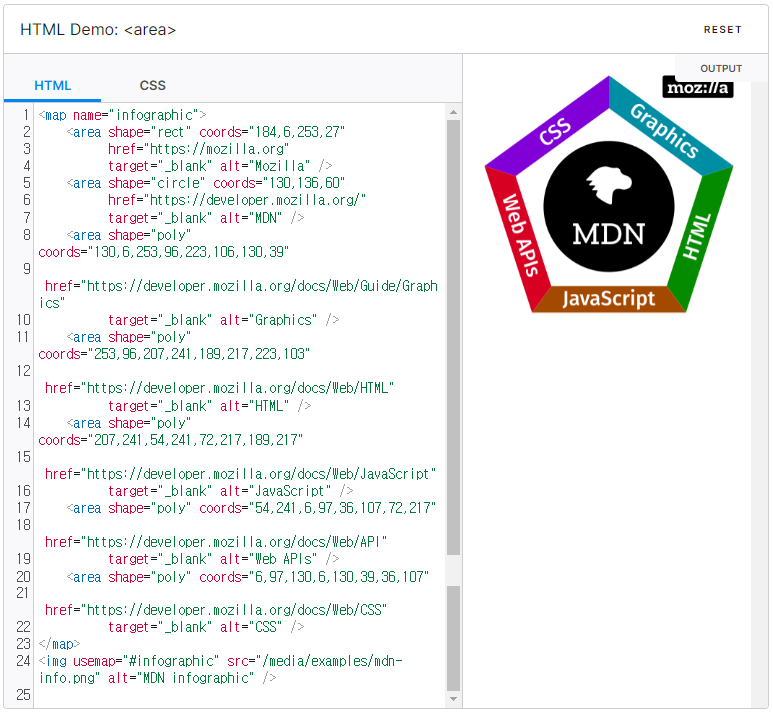 HTML Demo: <area>
RESET
HTML
CSS
OUTPUT
1 <map name="infographic">
2 <area shape="rect" coords="184,6,253,27"
3 href="https://mozilla.org"
4 target="_blank" alt="Mozilla" />
5 <area shape="circle" coords="130,136,60"
6 href="https://developer.mozilla.org/"
7 target="_blank" alt="MDN" />
8 <area shape="poly"
coords="130,6,253,96,223,106,130,39"
9
href="https://developer.mozilla.org/docs/Web/Guide/Graph
ics"
10 target="_blank" alt="Graphics" />
11 <area shape="poly"
coords="253,96,207,241,189,217,223,103"
12
href="https://developer.mozilla.org/docs/Web/HTML"
13 target="_blank" alt="HTML" />
14 <area shape="poly"
coords="207,241,54,241,72,217,189,217"
15
href="https://developer.mozilla.org/docs/Web/JavaScript"
16 target="_blank" alt="JavaScript" />
17 <area shape="poly" coords="54,241,6,97,36,107,72,217"
18
href="https://developer.mozilla.org/docs/Web/API"
19 target="_blank" alt="Web APIs" />
20 <area shape="poly" coords="6,97,130,6,130,39,36,107"
21
href="https://developer.mozilla.org/docs/Web/CSS"
22 target="_blank" alt="CSS" />
23 </map>
24 <img usemap="#infographic" src="/media/examples/mdn-
info.png" alt="MDN infographic" />
25
moz://a
CSS
Graphics
Web APIs
MDN
HTML
JavaScript